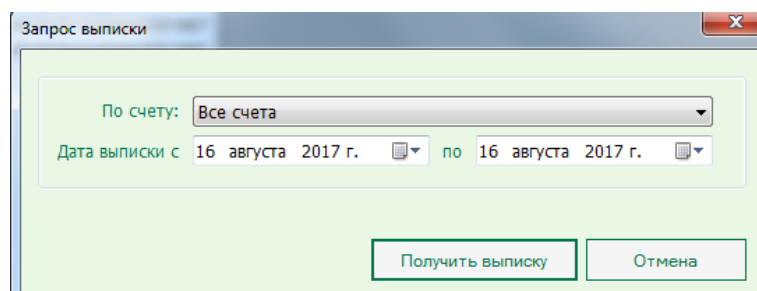 Запрос выписки
По счету: Все счета
Дата выписки с 16 августа 2017 г. по 16 августа 2017 г.
Получить выписку Отмена